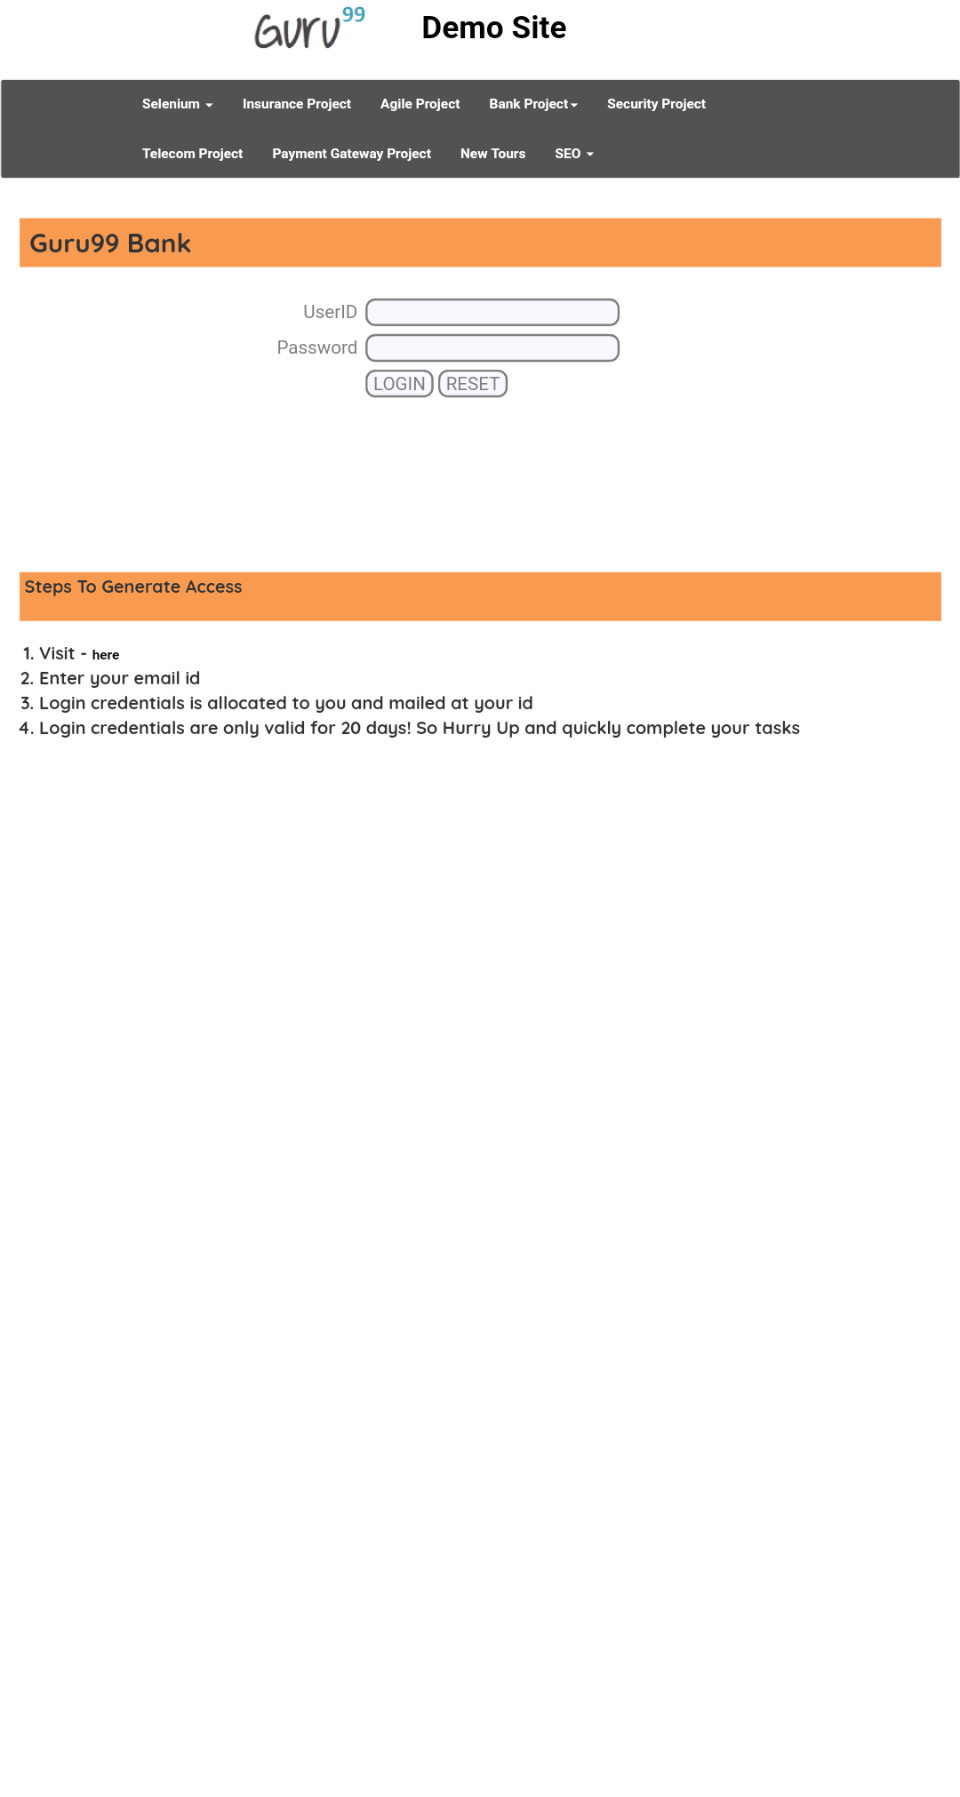 Guru99 Demo Site
Selenium Insurance Project Agile Project Bank Project Security Project
Telecom Project Payment Gateway Project New Tours SEO
Guru99 Bank
UserID
Password
LOGIN RESET
Steps To Generate Access
1. Visit - here
2. Enter your email id
3. Login credentials is allocated to you and mailed at your id
4. Login credentials are only valid for 20 days! So Hurry Up and quickly complete your tasks